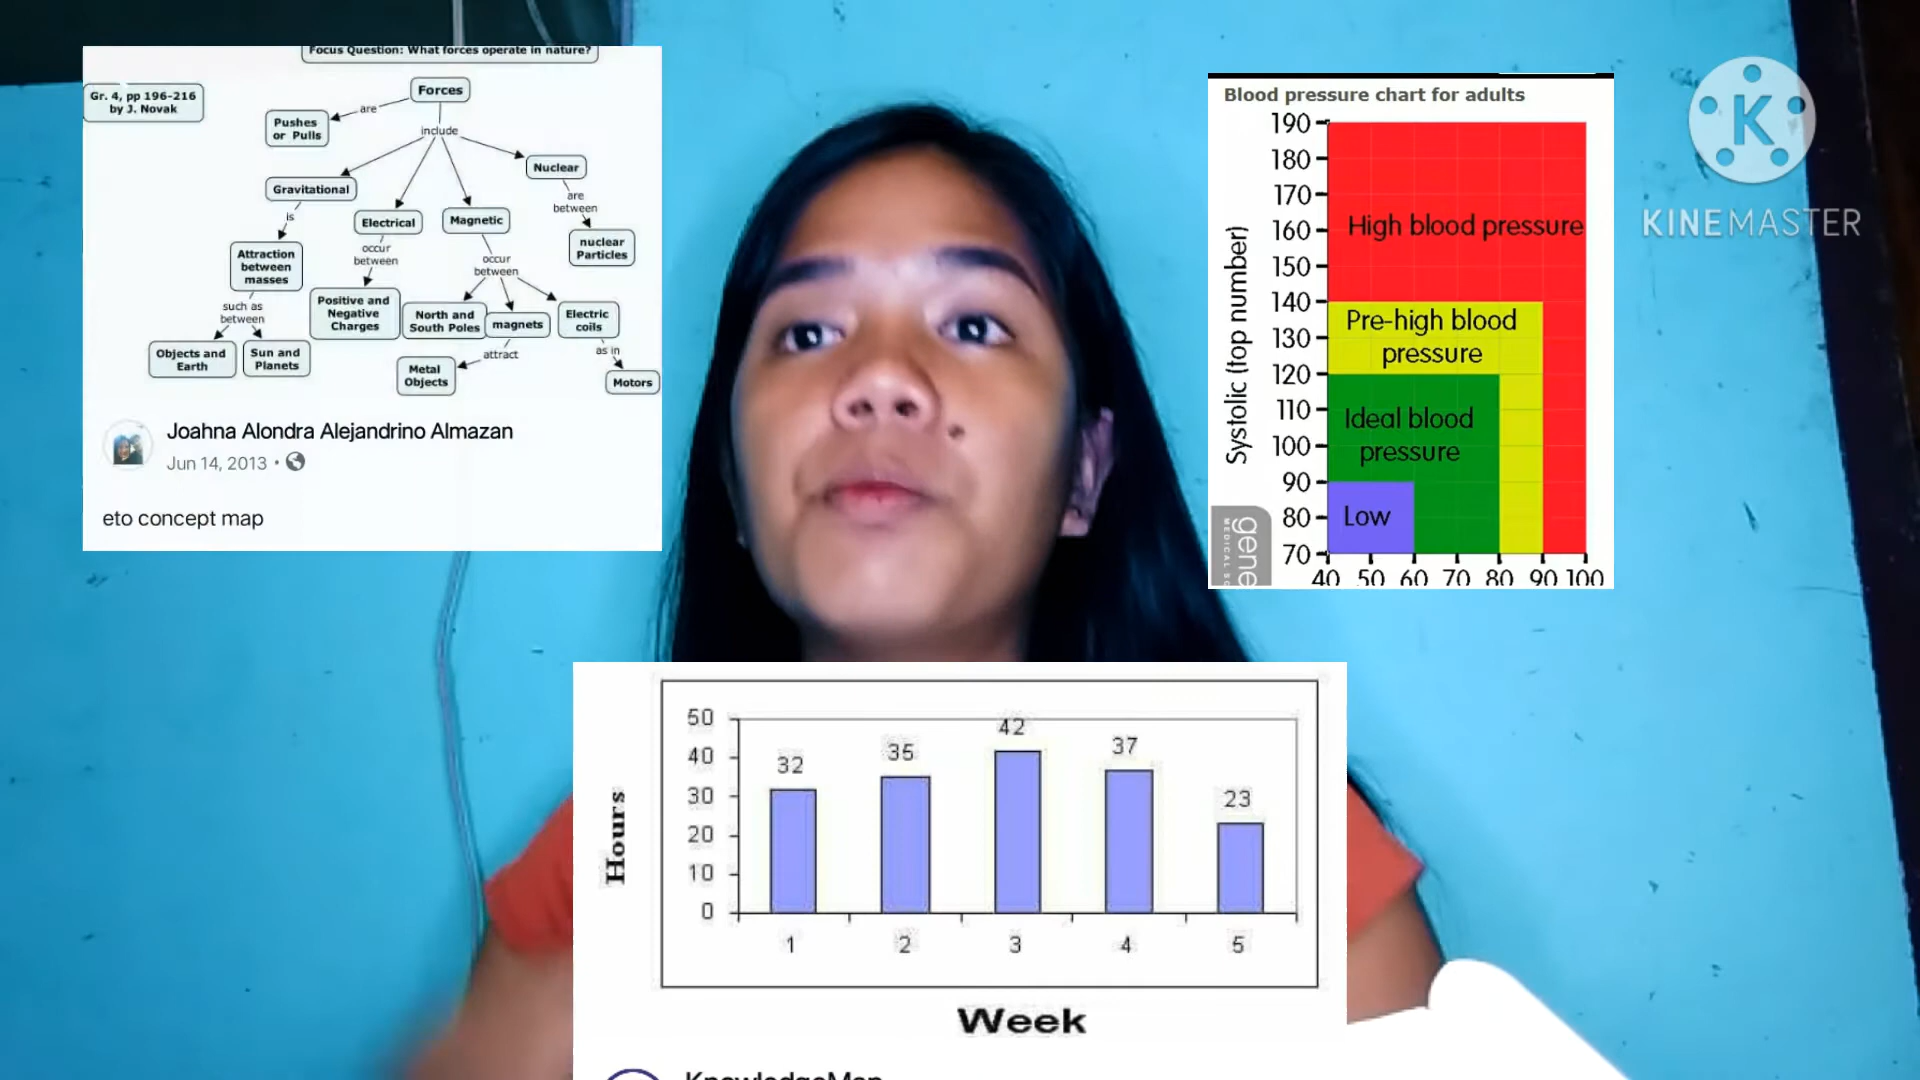 Focus Question: What forces operate in nature?
Gr. 4, pp 196-216
by J. Novak
Forces
are
Pushes
or Pulls
include
Nuclear
Gravitational
are
between
is
Electrical
Magnetic
nuclear
Particles
Attraction
between
masses
occur
between
occur
between
such as
between
Positive and
Negative
Charges
North and
South Poles
magnets
Electric
coils
Objects and
Earth
Sun and
Planets
attract
as in
Metal
Objects
Motors
Joahna Alondra Alejandrino Almazan
Jun 14, 2013 •
eto concept map
Blood pressure chart for adults
Systolic (top number)
190
180
170
160
150
140
130
120
110
100
90
80
70
High blood pressure
Pre-high blood
pressure
Ideal blood
pressure
Low
40 50 60 70 80 90 100
gene
K
KINEMASTER
Hours
50
40
30
20
10
0
32
35
42
37
23
1 2 3 4 5
Week
KnowledgeMap